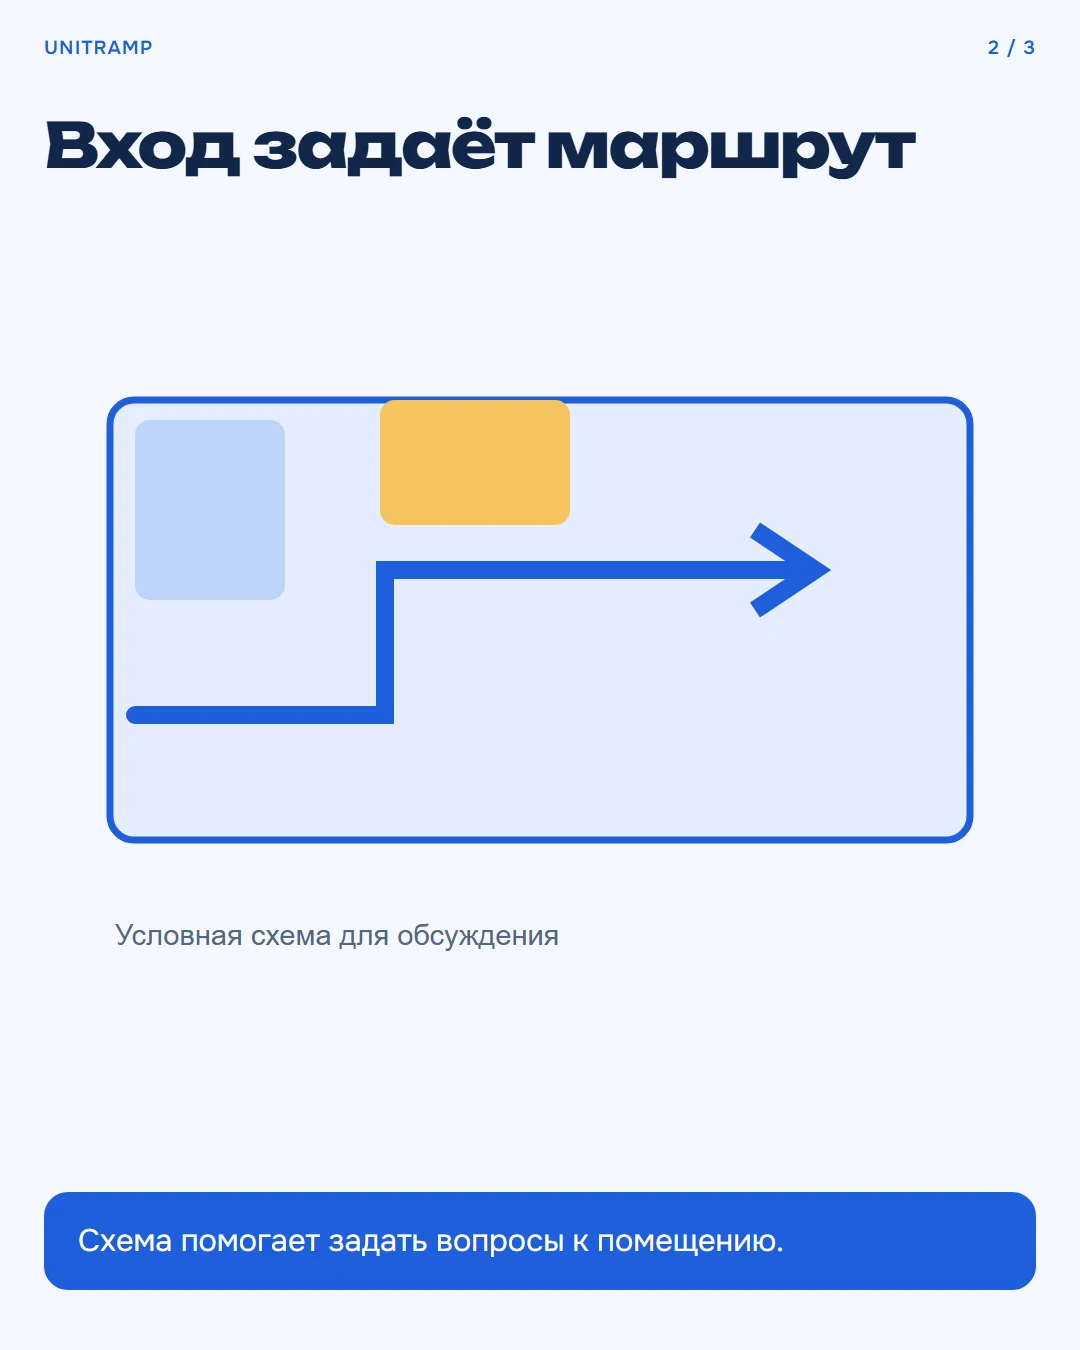 UNITRAMP
2 / 3
Вход задаёт маршрут
Условная схема для обсуждения
Схема помогает задать вопросы к помещению.